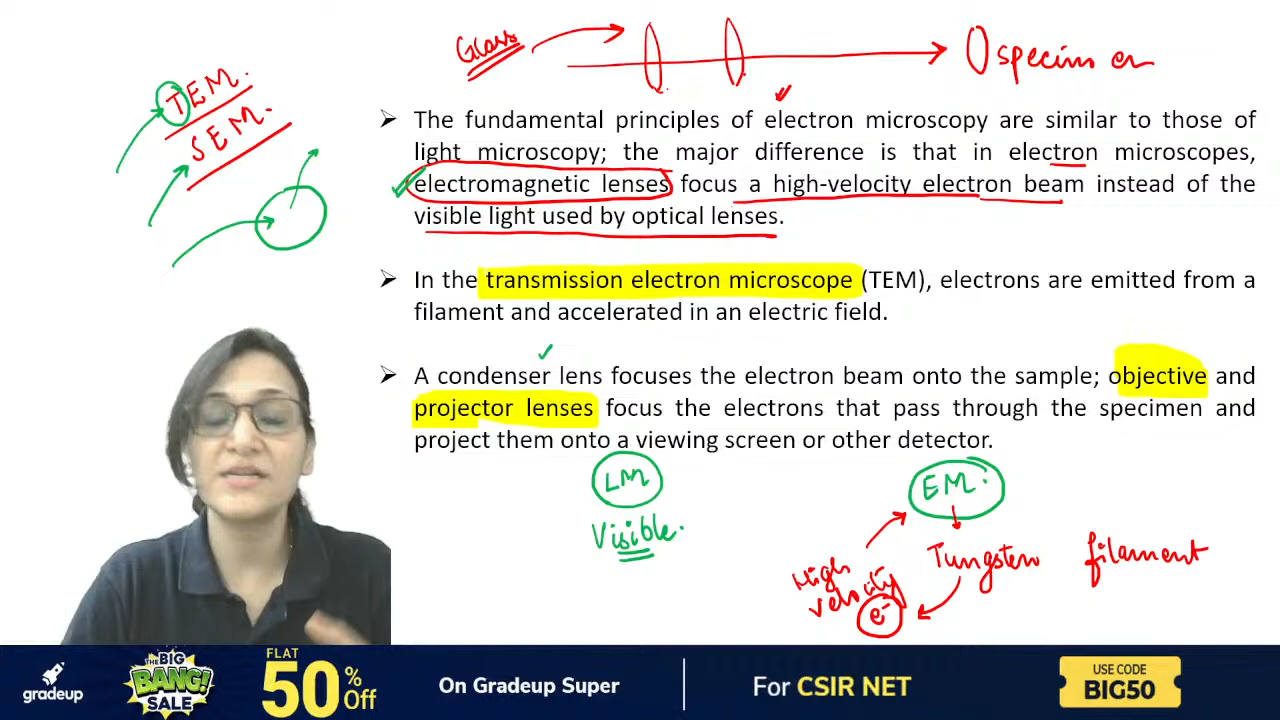 Glass
specimen
TEM.
SEM.
➤ The fundamental principles of electron microscopy are similar to those of
light microscopy; the major difference is that in electron microscopes,
electromagnetic lenses focus a high-velocity electron beam instead of the
visible light used by optical lenses.
➤ In the transmission electron microscope (TEM), electrons are emitted from a
filament and accelerated in an electric field.
➤ A condenser lens focuses the electron beam onto the sample; objective and
projector lenses focus the electrons that pass through the specimen and
project them onto a viewing screen or other detector.
LM
Visible.
EM.
Tungsten filament
High
velocity
e-
gradeup
THE BIG
BANG!
SALE
FLAT
50% Off
On Gradeup Super
For CSIR NET
USE CODE
BIG50